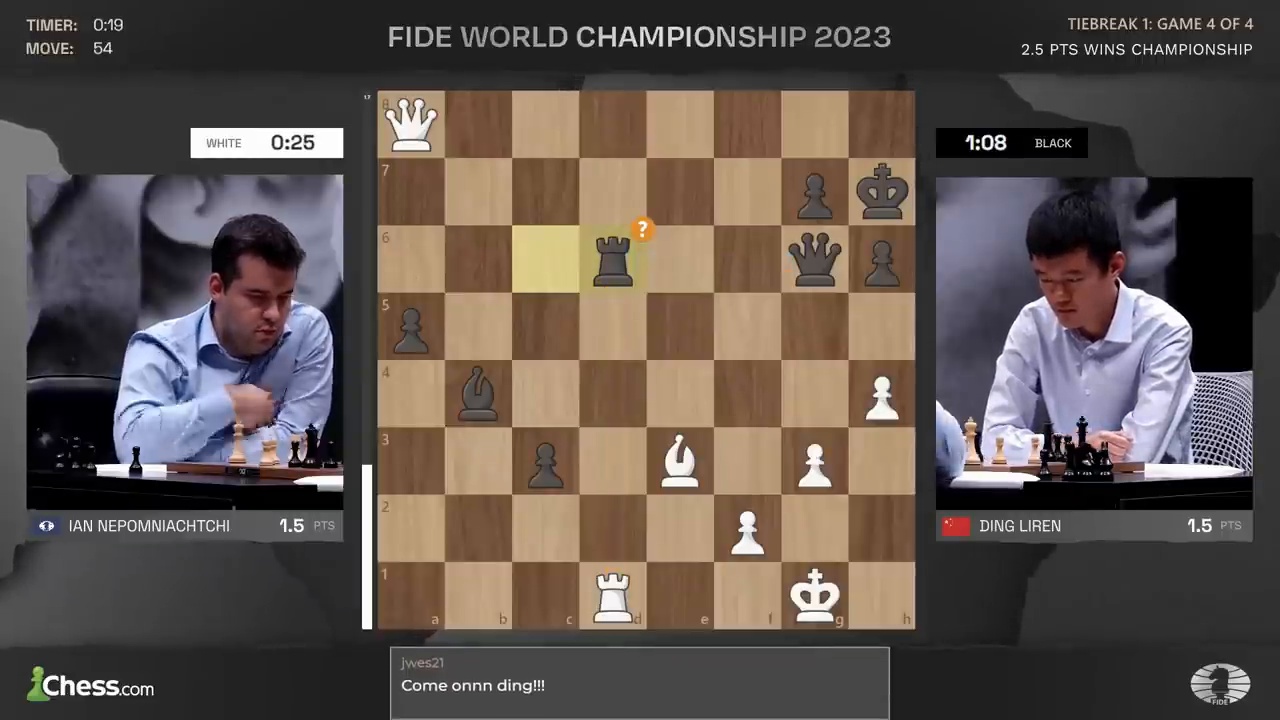 TIMER: 0:19
MOVE: 54
FIDE WORLD CHAMPIONSHIP 2023
TIEBREAK 1: GAME 4 OF 4
2.5 PTS WINS CHAMPIONSHIP
WHITE 0:25
1:08 BLACK
17
8
7
6
?
5
4
3
2
1
a b c d e f g h
IAN NEPOMNIACHTCHI 1.5 PTS
DING LIREN 1.5 PTS
jwes21
Come onnn ding!!!
Chess.com
FIDE